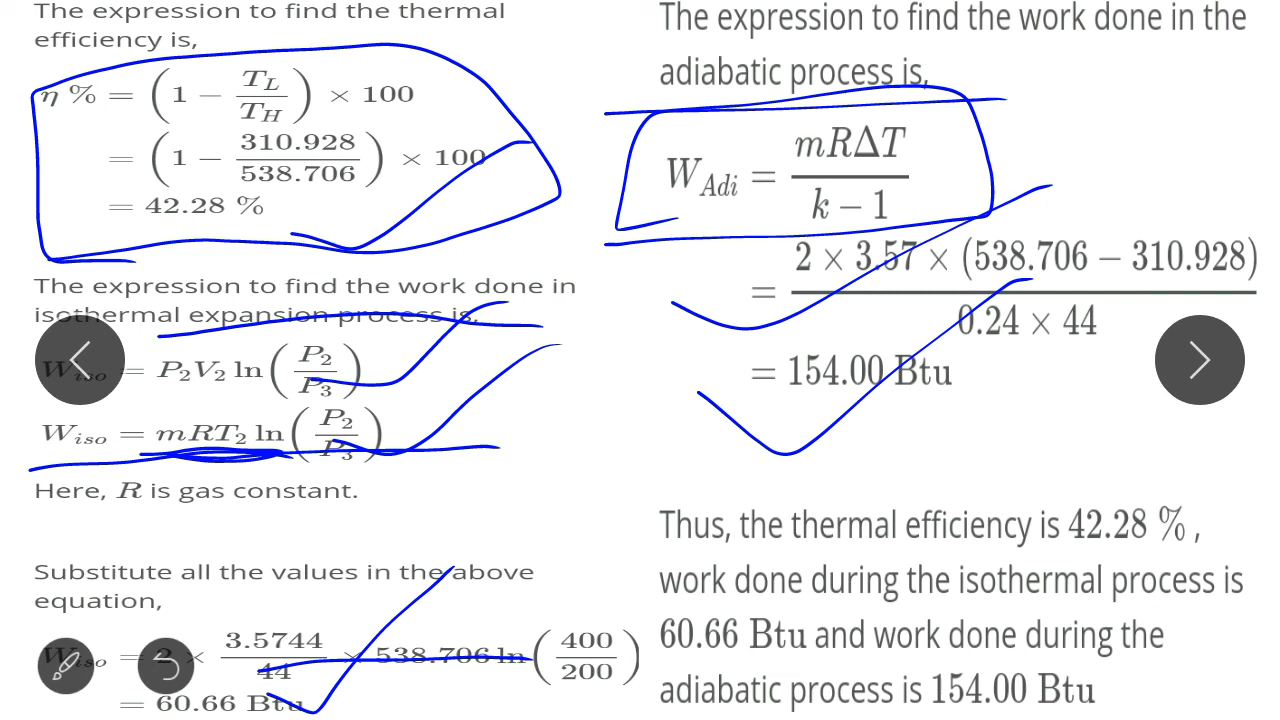 The expression to find the thermal
efficiency is,
η % = (1 − T_L / T_H) × 100
= (1 − 310.928 / 538.706) × 100
= 42.28 %
The expression to find the work done in
isothermal expansion process is,
W_iso = P_2V_2 ln(P_2 / P_3)
W_iso = mRT_2 ln(P_2 / P_3)
Here, R is gas constant.
Substitute all the values in the above
equation,
W_iso = 2 × 3.5744 / 44 × 538.706 ln(400 / 200)
= 60.66 Btu
The expression to find the work done in the
adiabatic process is,
W_Adi = mRΔT / k − 1
= 2 × 3.57 × (538.706 − 310.928) / 0.24 × 44
= 154.00 Btu
Thus, the thermal efficiency is 42.28 % ,
work done during the isothermal process is
60.66 Btu and work done during the
adiabatic process is 154.00 Btu